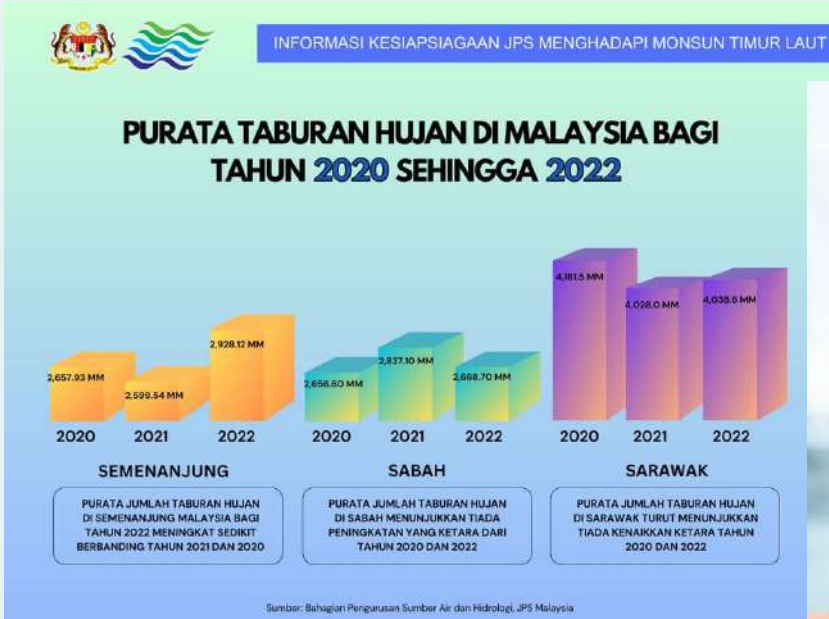 INFORMASI KESIAPSIAGAAN JPS MENGHADAPI MONSUN TIMUR LAUT
PURATA TABURAN HUJAN DI MALAYSIA BAGI
TAHUN 2020 SEHINGGA 2022
2,657.93 MM
2,599.54 MM
2,928.12 MM
2020
2021
2022
SEMENANJUNG
PURATA JUMLAH TABURAN HUJAN
DI SEMENANJUNG MALAYSIA BAGI
TAHUN 2022 MENINGKAT SEDIKIT
BERBANDING TAHUN 2021 DAN 2020
2,656.60 MM
2,837.10 MM
2,668.70 MM
2020
2021
2022
SABAH
PURATA JUMLAH TABURAN HUJAN
DI SABAH MENUNJUKKAN TIADA
PENINGKATAN YANG KETARA DARI
TAHUN 2020 DAN 2022
4,181.5 MM
4,028.0 MM
4,038.6 MM
2020
2021
2022
SARAWAK
PURATA JUMLAH TABURAN HUJAN
DI SARAWAK TURUT MENUNJUKKAN
TIADA KENAIKKAN KETARA TAHUN
2020 DAN 2022
Sumber: Bahagian Pengurusan Sumber Air dan Hidrologi, JPS Malaysia